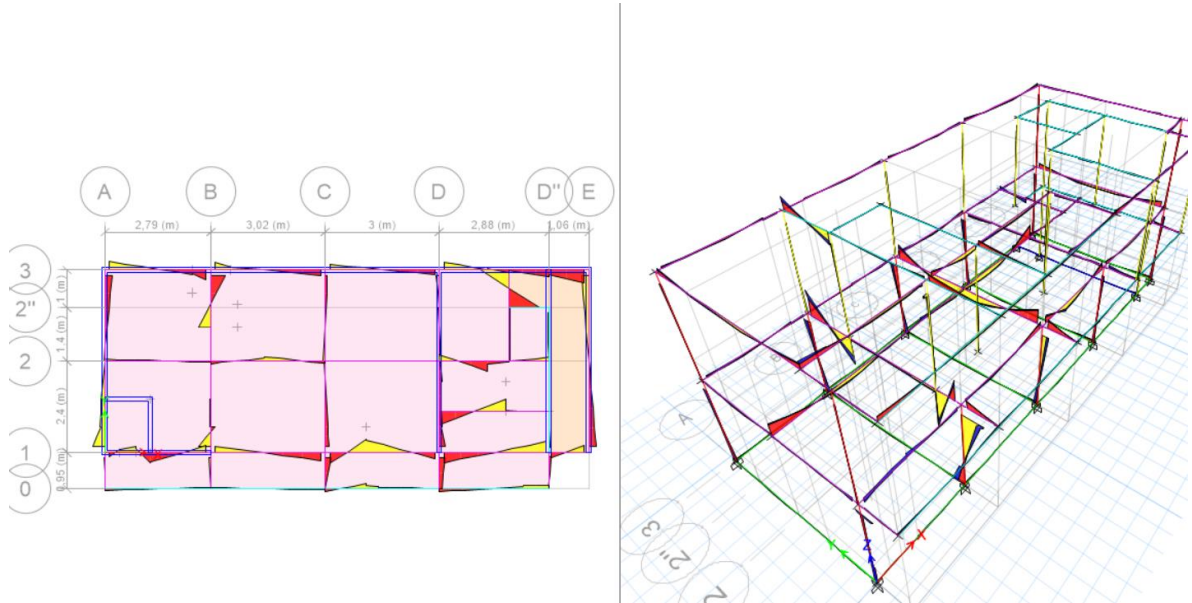 A B C D D" E
2,79 (m) 3,02 (m) 3 (m) 2,88 (m) 1,06 (m)
3
1 (m)
2"
1.4 (m)
2
2.4 (m)
1
0.95 (m)
0
A
3
2"
2
Y Z X